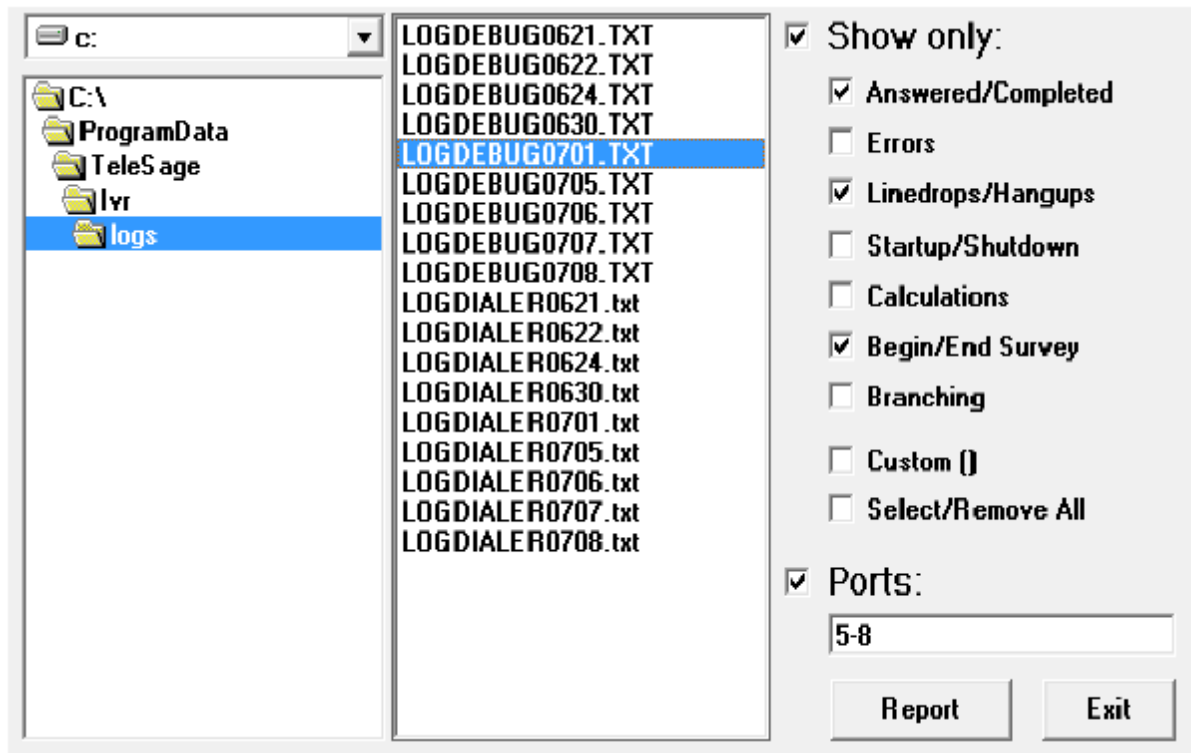 c:
C:\
ProgramData
TeleSage
Ivr
logs
LOGDEBUG0621.TXT
LOGDEBUG0622.TXT
LOGDEBUG0624.TXT
LOGDEBUG0630.TXT
LOGDEBUG0701.TXT
LOGDEBUG0705.TXT
LOGDEBUG0706.TXT
LOGDEBUG0707.TXT
LOGDEBUG0708.TXT
LOGDIALER0621.txt
LOGDIALER0622.txt
LOGDIALER0624.txt
LOGDIALER0630.txt
LOGDIALER0701.txt
LOGDIALER0705.txt
LOGDIALER0706.txt
LOGDIALER0707.txt
LOGDIALER0708.txt
Show only:
Answered/Completed
Errors
Linedrops/Hangups
Startup/Shutdown
Calculations
Begin/End Survey
Branching
Custom ()
Select/Remove All
Ports:
5-8
Report
Exit